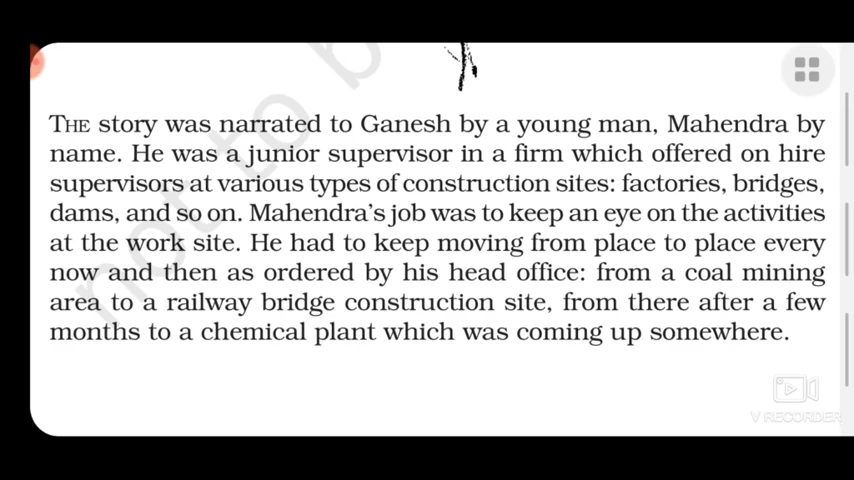 not to b
THE story was narrated to Ganesh by a young man, Mahendra by
name. He was a junior supervisor in a firm which offered on hire
supervisors at various types of construction sites: factories, bridges,
dams, and so on. Mahendra's job was to keep an eye on the activities
at the work site. He had to keep moving from place to place every
now and then as ordered by his head office: from a coal mining
area to a railway bridge construction site, from there after a few
months to a chemical plant which was coming up somewhere.
V RECORDER